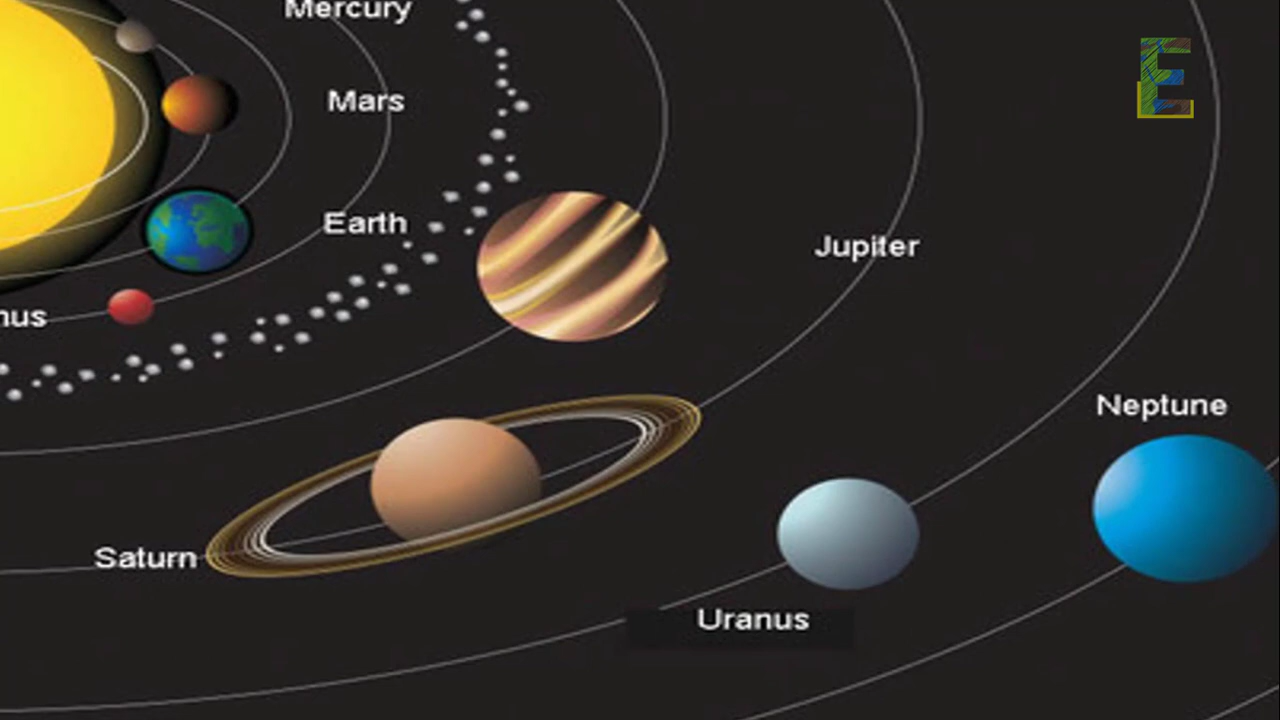 Mercury
E
Mars
Earth
Jupiter
nus
Neptune
Saturn
Uranus